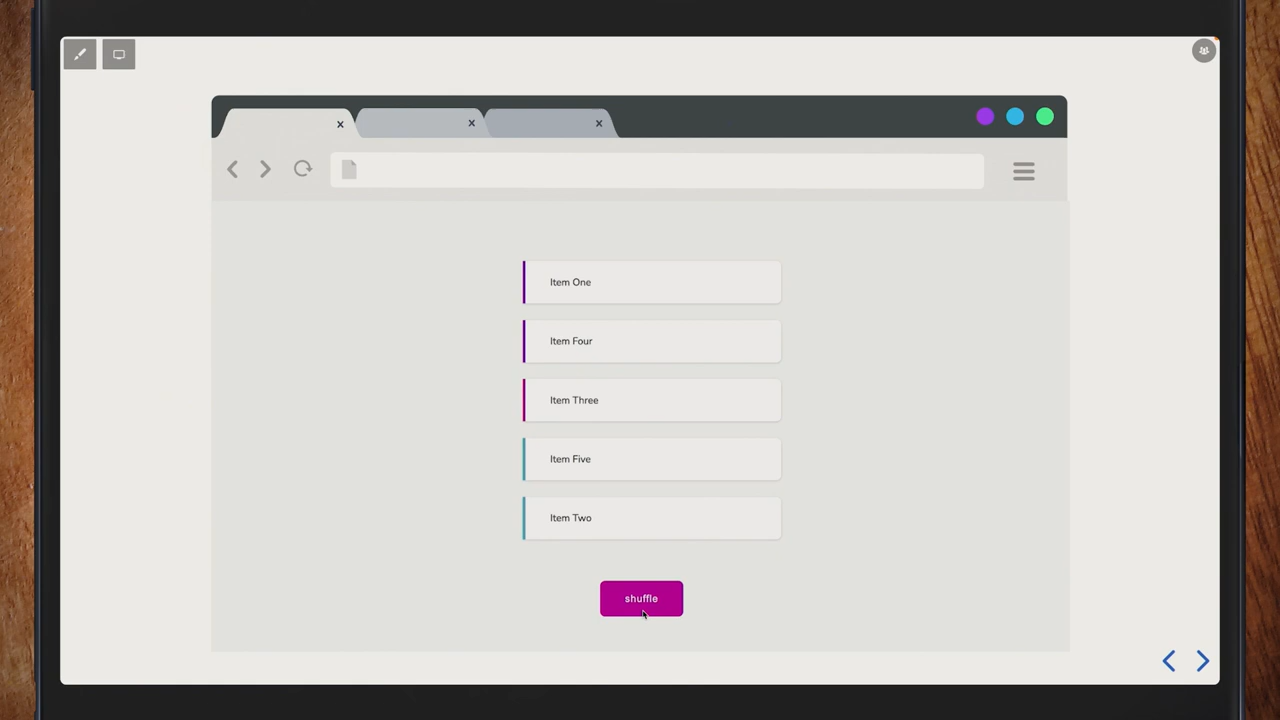 x
x
x
Item One
Item Four
Item Three
Item Five
Item Two
shuffle